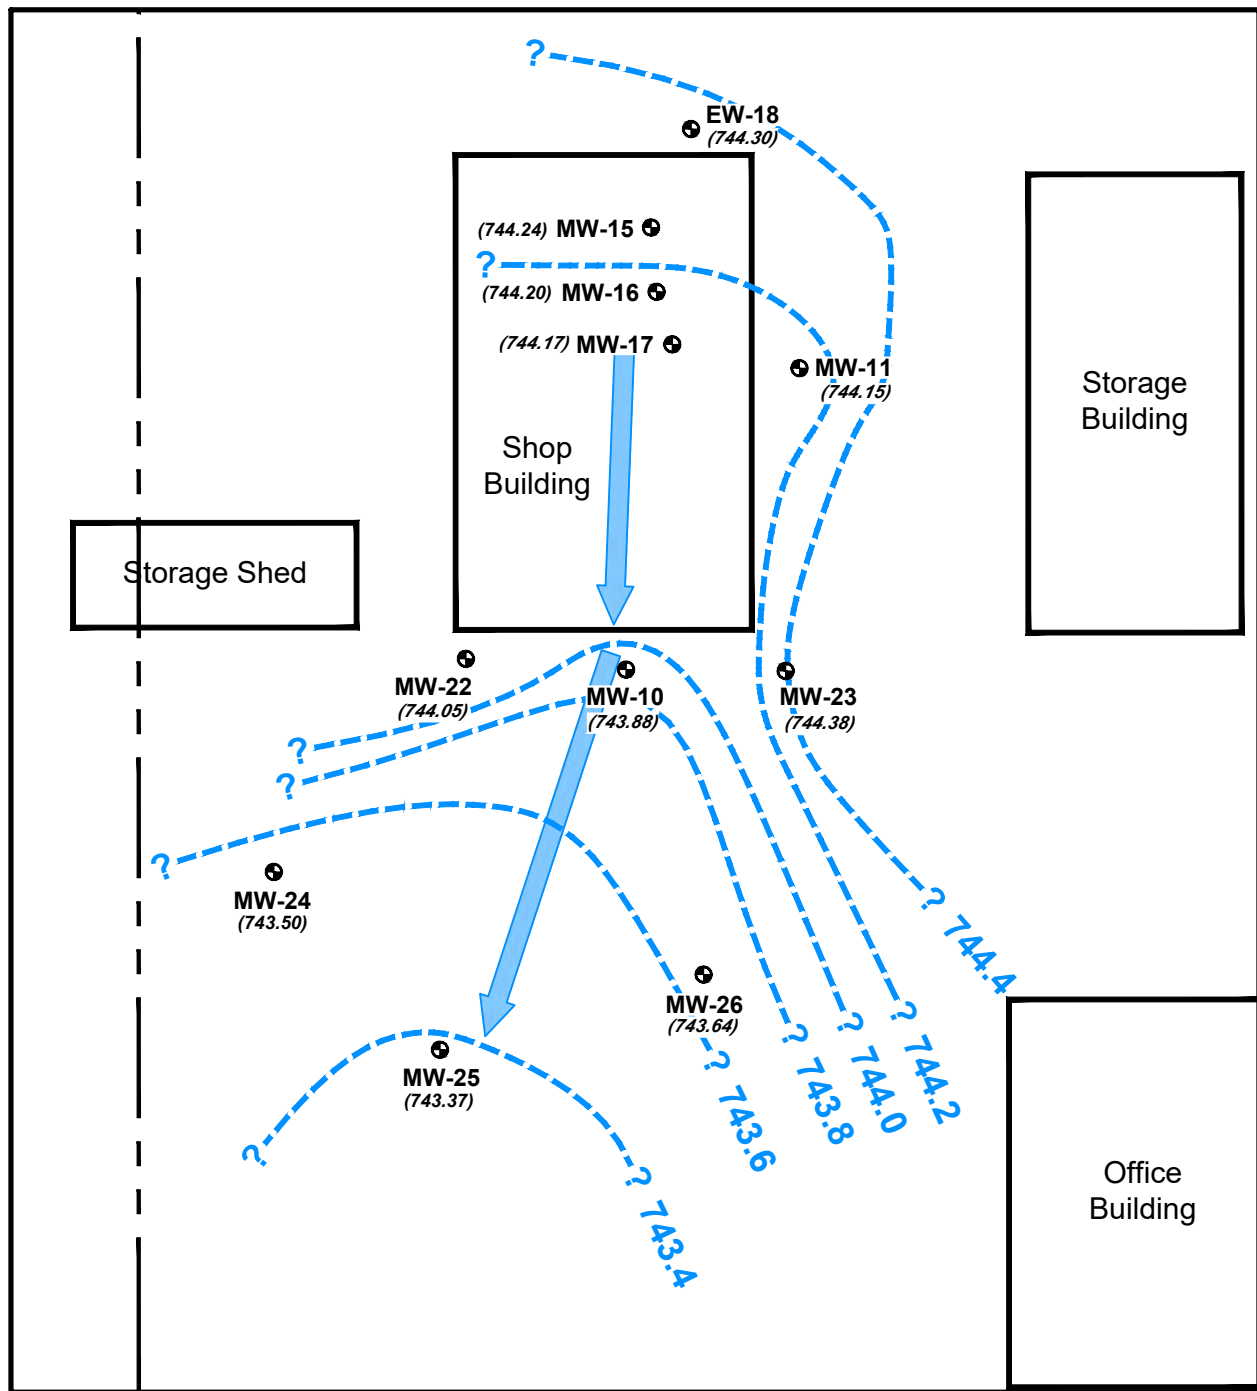 ?
EW-18
(744.30)
(744.24) MW-15
?
(744.20) MW-16
(744.17) MW-17
MW-11
(744.15)
Storage
Building
Shop
Building
Storage Shed
MW-22
(744.05)
MW-10
(743.88)
MW-23
(744.38)
?
?
?
MW-24
(743.50)
? 744.4
MW-26
(743.64)
? 744.2
? 744.0
? 743.8
? 743.6
MW-25
(743.37)
?
? 743.4
Office
Building